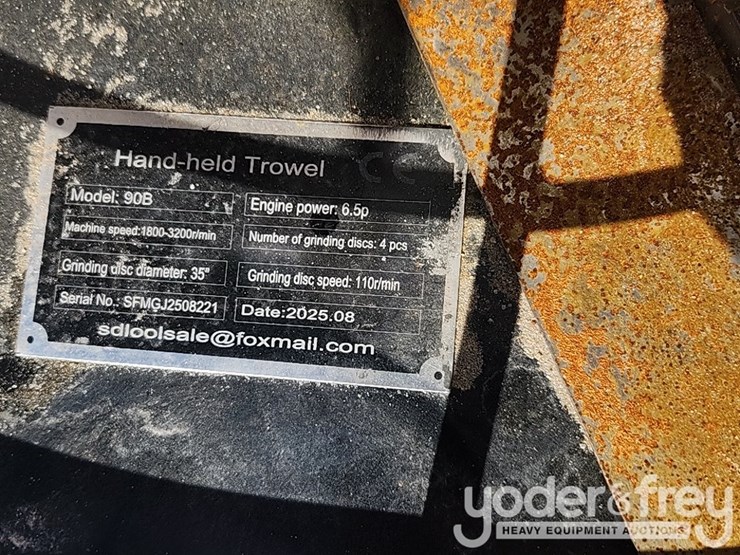 Hand-held Trowel CE
Model: 90B
Engine power: 6.5p
Machine speed:1800-3200r/min
Number of grinding discs: 4 pcs
Grinding disc diameter: 35"
Grinding disc speed: 110r/min
Serial No.: SFMGJ2508221
Date:2025.08
sdloolsale@foxmail.com
yoder&frey
HEAVY EQUIPMENT AUCTIONS